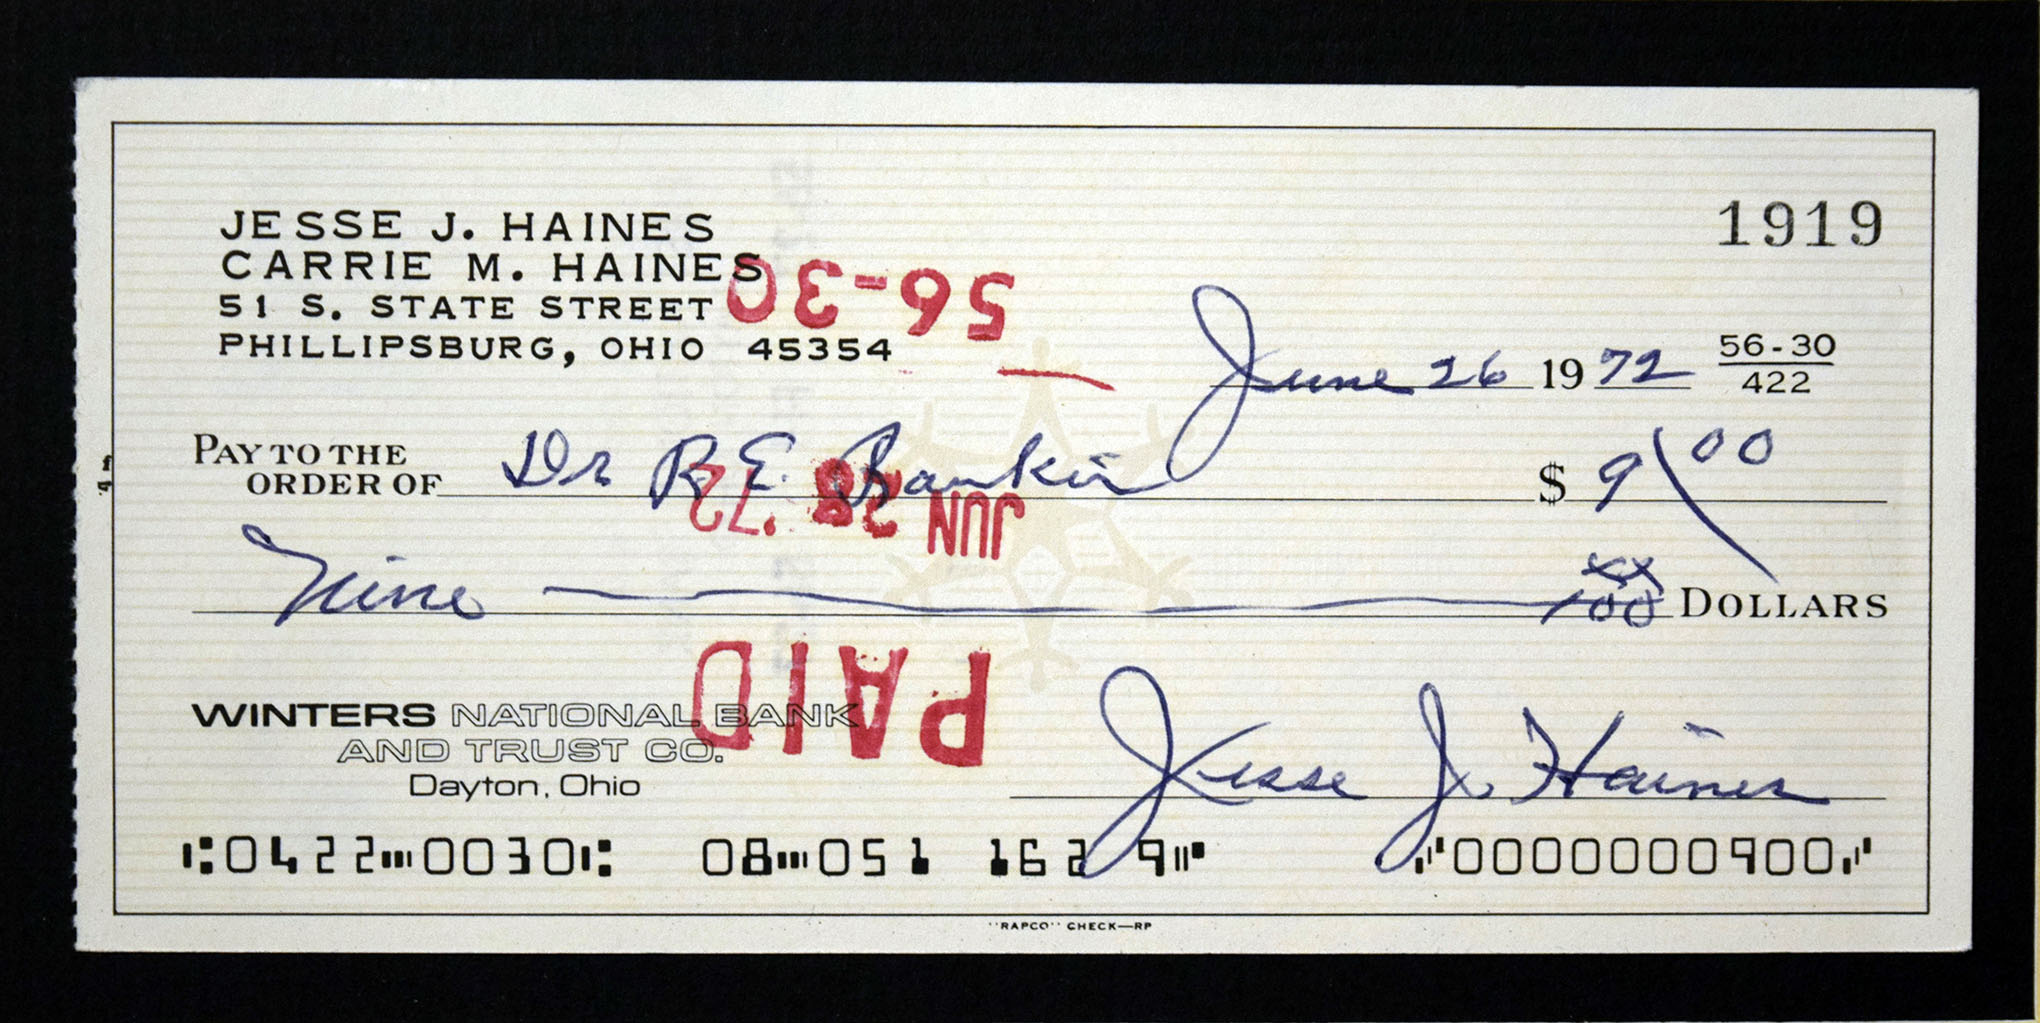 JESSE J. HAINES
CARRIE M. HAINES
51 S. STATE STREET
PHILLIPSBURG, OHIO 45354
1919
56-30
June 26 1972
56-30
422
PAY TO THE
ORDER OF Dr R. E. Rankin $ 9 00
JUN 28 '72
Nine xx/100 DOLLARS
PAID
WINTERS NATIONAL BANK
AND TRUST CO.
Dayton, Ohio
Jesse J. Haines
⑆0422⑉0030⑆ 08⑉051 162 9⑈ ⑇0000000900⑇
"RAPCO" CHECK—RP